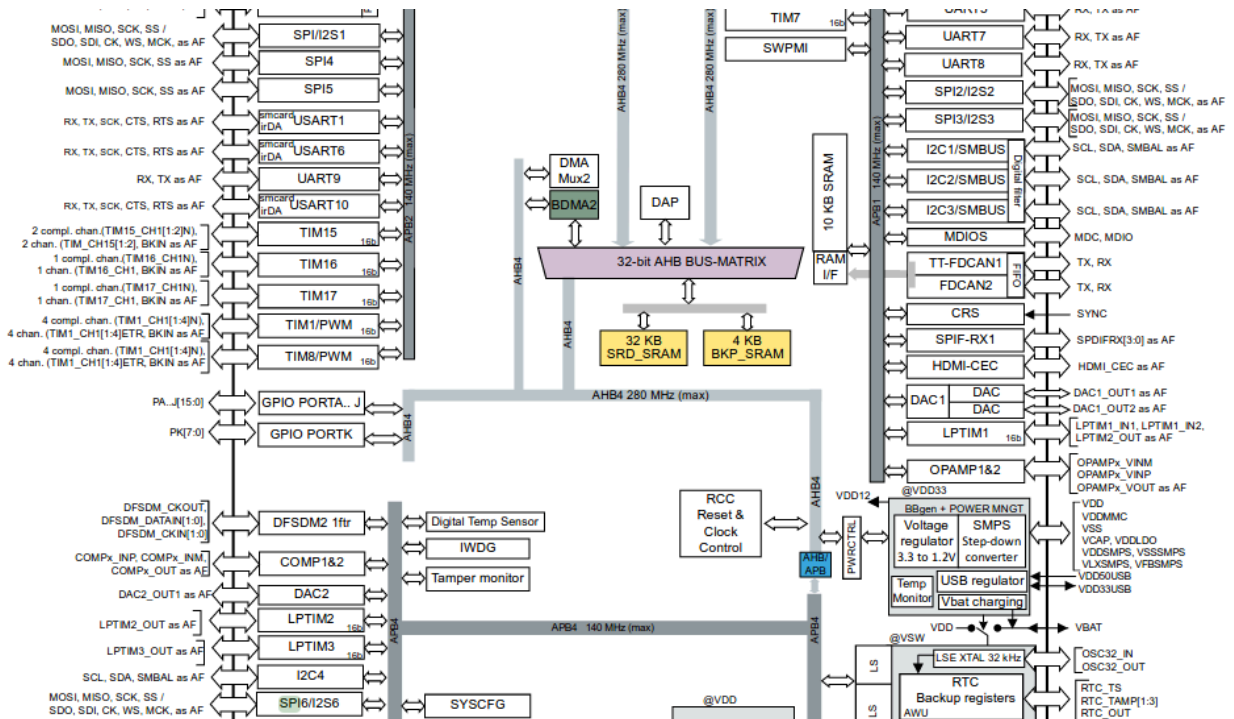 MOSI, MISO, SCK, SS /
SDO, SDI, CK, WS, MCK, as AF
SPI/I2S1
MOSI, MISO, SCK, SS as AF
SPI4
MOSI, MISO, SCK, SS as AF
SPI5
RX, TX, SCK, CTS, RTS as AF
smcard
irDA
USART1
RX, TX, SCK, CTS, RTS as AF
smcard
irDA
USART6
RX, TX as AF
UART9
RX, TX, SCK, CTS, RTS as AF
smcard
irDA
USART10
2 compl. chan.(TIM15_CH1[1:2]N),
2 chan. (TIM_CH15[1:2], BKIN as AF
TIM15
16b
1 compl. chan. (TIM16_CH1N),
1 chan. (TIM16_CH1, BKIN as AF
TIM16
16b
1 compl. chan. (TIM17_CH1N),
1 chan. (TIM17_CH1, BKIN as AF
TIM17
16b
4 compl. chan. (TIM1_CH1[1:4]N),
4 chan. (TIM1_CH1[1:4]ETR, BKIN as AF
TIM1/PWM
16b
4 compl. chan. (TIM1_CH1[1:4]N),
4 chan. (TIM1_CH1[1:4]ETR, BKIN as AF
TIM8/PWM
16b
APB2 140 MHz (max)
PA..J[15:0]
GPIO PORTA.. J
PK[7:0]
GPIO PORTK
AHB4
DFSDM_CKOUT,
DFSDM_DATAIN[1:0],
DFSDM_CKIN[1:0]
DFSDM2 1ftr
COMPx_INP, COMPx_INM,
COMPx_OUT as AF
COMP1&2
DAC2_OUT1 as AF
DAC2
LPTIM2_OUT as AF
LPTIM2
16b
LPTIM3_OUT as AF
LPTIM3
16b
SCL, SDA, SMBAL as AF
I2C4
MOSI, MISO, SCK, SS /
SDO, SDI, CK, WS, MCK, as AF
SPI6/I2S6
APB4
Digital Temp Sensor
IWDG
Tamper monitor
SYSCFG
APB4 140 MHz (max)
AHB4 280 MHz (max)
AHB4 280 MHz (max)
DMA
Mux2
BDMA2
DAP
32-bit AHB BUS-MATRIX
32 KB
SRD_SRAM
4 KB
BKP_SRAM
AHB4
AHB4
AHB4 280 MHz (max)
RCC
Reset &
Clock
Control
AHB4
AHB/
APB
APB4
PWRCTRL
TIM7
16b
SWPMI
10 KB SRAM
RAM
I/F
APB1 140 MHz (max)
RX, TX as AF
UART7
RX, TX as AF
UART8
RX, TX as AF
SPI2/I2S2
MOSI, MISO, SCK, SS /
SDO, SDI, CK, WS, MCK, as AF
SPI3/I2S3
MOSI, MISO, SCK, SS /
SDO, SDI, CK, WS, MCK, as AF
I2C1/SMBUS
SCL, SDA, SMBAL as AF
I2C2/SMBUS
SCL, SDA, SMBAL as AF
I2C3/SMBUS
SCL, SDA, SMBAL as AF
Digital filter
MDIOS
MDC, MDIO
TT-FDCAN1
TX, RX
FDCAN2
TX, RX
FIFO
CRS
SYNC
SPIF-RX1
SPDIFRX[3:0] as AF
HDMI-CEC
HDMI_CEC as AF
DAC1
DAC
DAC1_OUT1 as AF
DAC
DAC1_OUT2 as AF
LPTIM1
16b
LPTIM1_IN1, LPTIM1_IN2,
LPTIM2_OUT as AF
OPAMP1&2
OPAMPx_VINM
OPAMPx_VINP
OPAMPx_VOUT as AF
VDD12
@VDD33
BBgen + POWER MNGT
Voltage
regulator
3.3 to 1.2V
SMPS
Step-down
converter
Temp
Monitor
USB regulator
Vbat charging
VDD
VDDMMC
VSS
VCAP, VDDLDO
VDDSMPS, VSSSMPS
VLXSMPS, VFBSMPS
VDD50USB
VDD33USB
VDD
VBAT
@VSW
LS
LS
LSE XTAL 32 kHz
OSC32_IN
OSC32_OUT
RTC
Backup registers
AWU
RTC_TS
RTC_TAMP[1:3]
RTC_OUT
@VDD